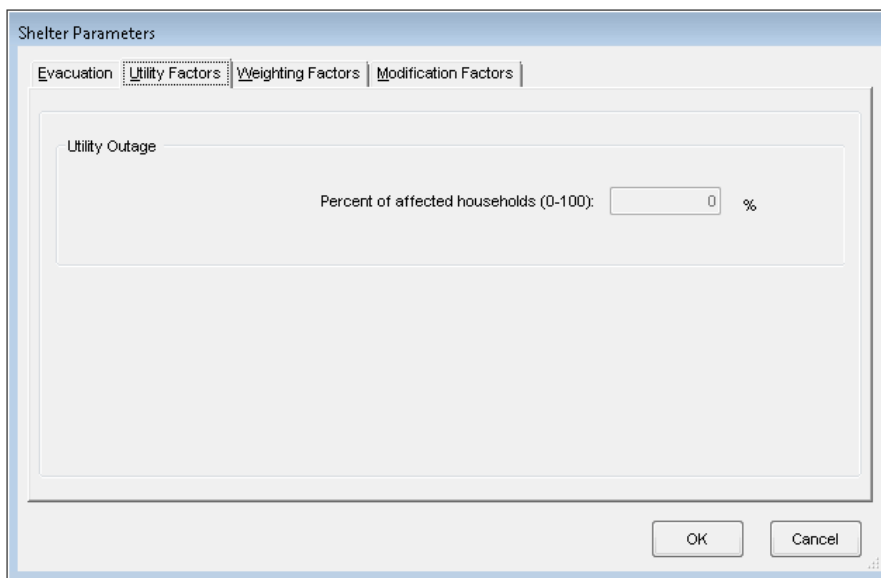 Shelter Parameters
Evacuation Utility Factors Weighting Factors Modification Factors
Utility Outage
Percent of affected households (0-100): 0 %
OK Cancel